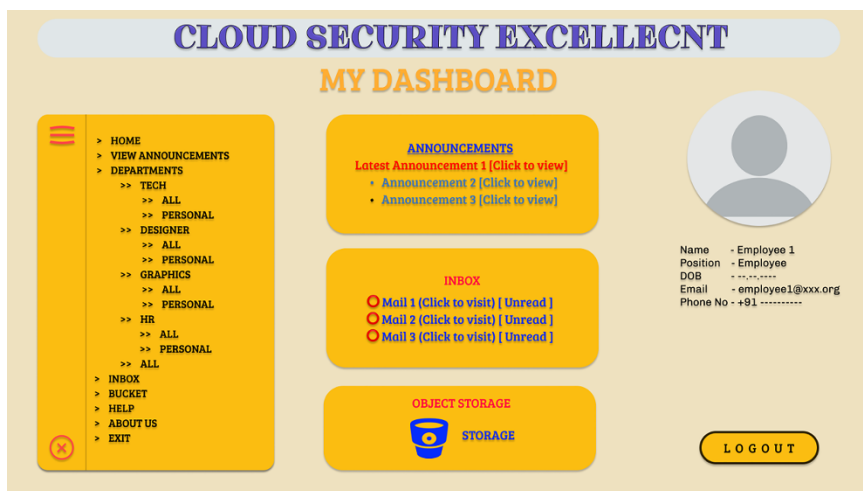 CLOUD SECURITY EXCELLECNT
MY DASHBOARD
> HOME
> VIEW ANNOUNCEMENTS
> DEPARTMENTS
>> TECH
>> ALL
>> PERSONAL
>> DESIGNER
>> ALL
>> PERSONAL
>> GRAPHICS
>> ALL
>> PERSONAL
>> HR
>> ALL
>> PERSONAL
>> ALL
> INBOX
> BUCKET
> HELP
> ABOUT US
> EXIT
ANNOUNCEMENTS
Latest Announcement 1 [Click to view]
• Announcement 2 [Click to view]
• Announcement 3 [Click to view]
INBOX
Mail 1 (Click to visit) [ Unread ]
Mail 2 (Click to visit) [ Unread ]
Mail 3 (Click to visit) [ Unread ]
OBJECT STORAGE
STORAGE
Name - Employee 1
Position - Employee
DOB - --.--.----
Email - employee1@xxx.org
Phone No - +91 ----------
LOGOUT